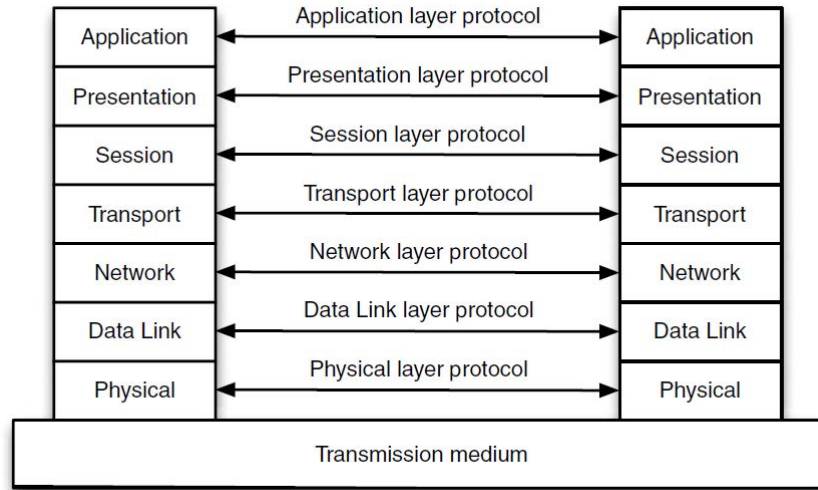 Application layer protocol
Application Application
Presentation layer protocol
Presentation Presentation
Session layer protocol
Session Session
Transport layer protocol
Transport Transport
Network layer protocol
Network Network
Data Link layer protocol
Data Link Data Link
Physical layer protocol
Physical Physical
Transmission medium